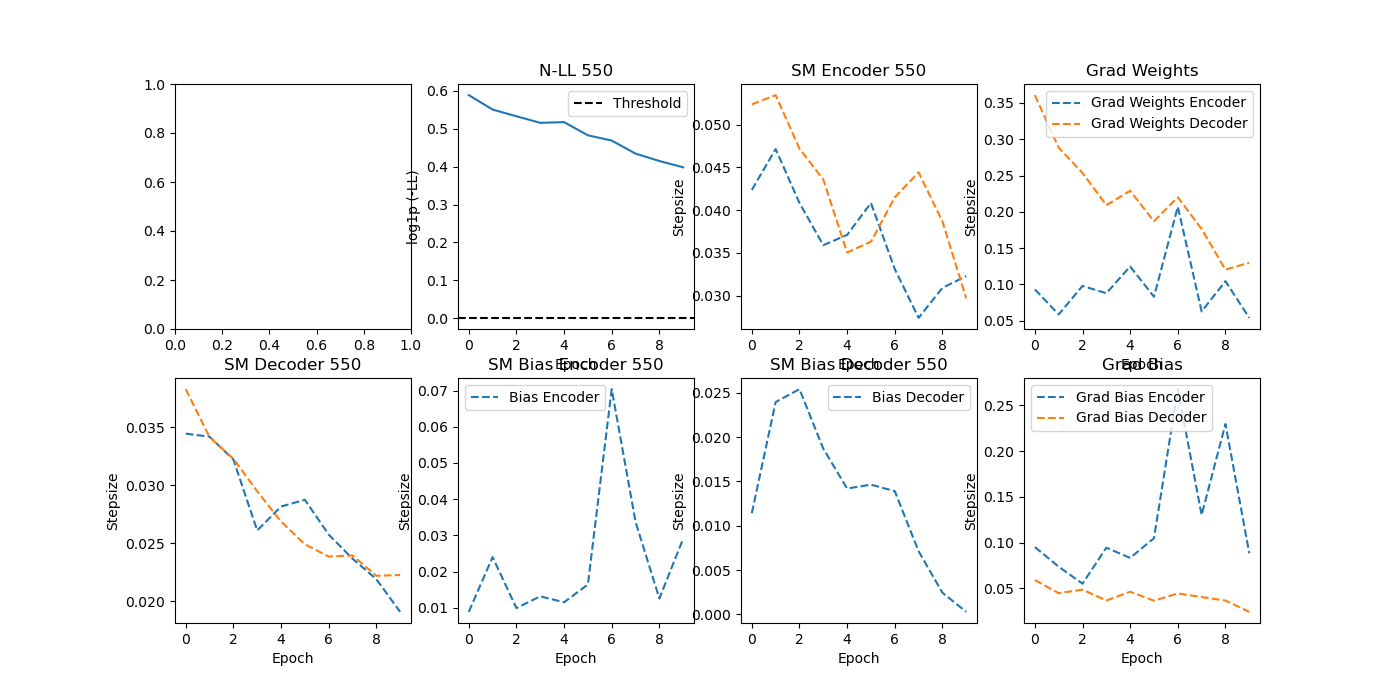 1.0
0.8
0.6
0.4
0.2
0.0
0.0 0.2 0.4 0.6 0.8 1.0
N-LL 550
log1p (-LL)
0.6
0.5
0.4
0.3
0.2
0.1
0.0
Threshold
0 2 4 6 8
Epoch
SM Encoder 550
Stepsize
0.050
0.045
0.040
0.035
0.030
0 2 4 6 8
Epoch
Grad Weights
Stepsize
0.35
0.30
0.25
0.20
0.15
0.10
0.05
Grad Weights Encoder
Grad Weights Decoder
0 2 4 6 8
Epoch
SM Decoder 550
Stepsize
0.035
0.030
0.025
0.020
0 2 4 6 8
Epoch
SM Bias Encoder 550
Stepsize
0.07
0.06
0.05
0.04
0.03
0.02
0.01
Bias Encoder
0 2 4 6 8
Epoch
SM Bias Decoder 550
Stepsize
0.025
0.020
0.015
0.010
0.005
0.000
Bias Decoder
0 2 4 6 8
Epoch
Grad Bias
Stepsize
0.25
0.20
0.15
0.10
0.05
Grad Bias Encoder
Grad Bias Decoder
0 2 4 6 8
Epoch